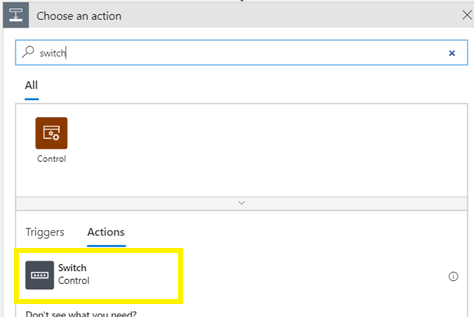 Choose an action
switch
All
Control
Triggers Actions
Switch
Control
Don't see what you need?